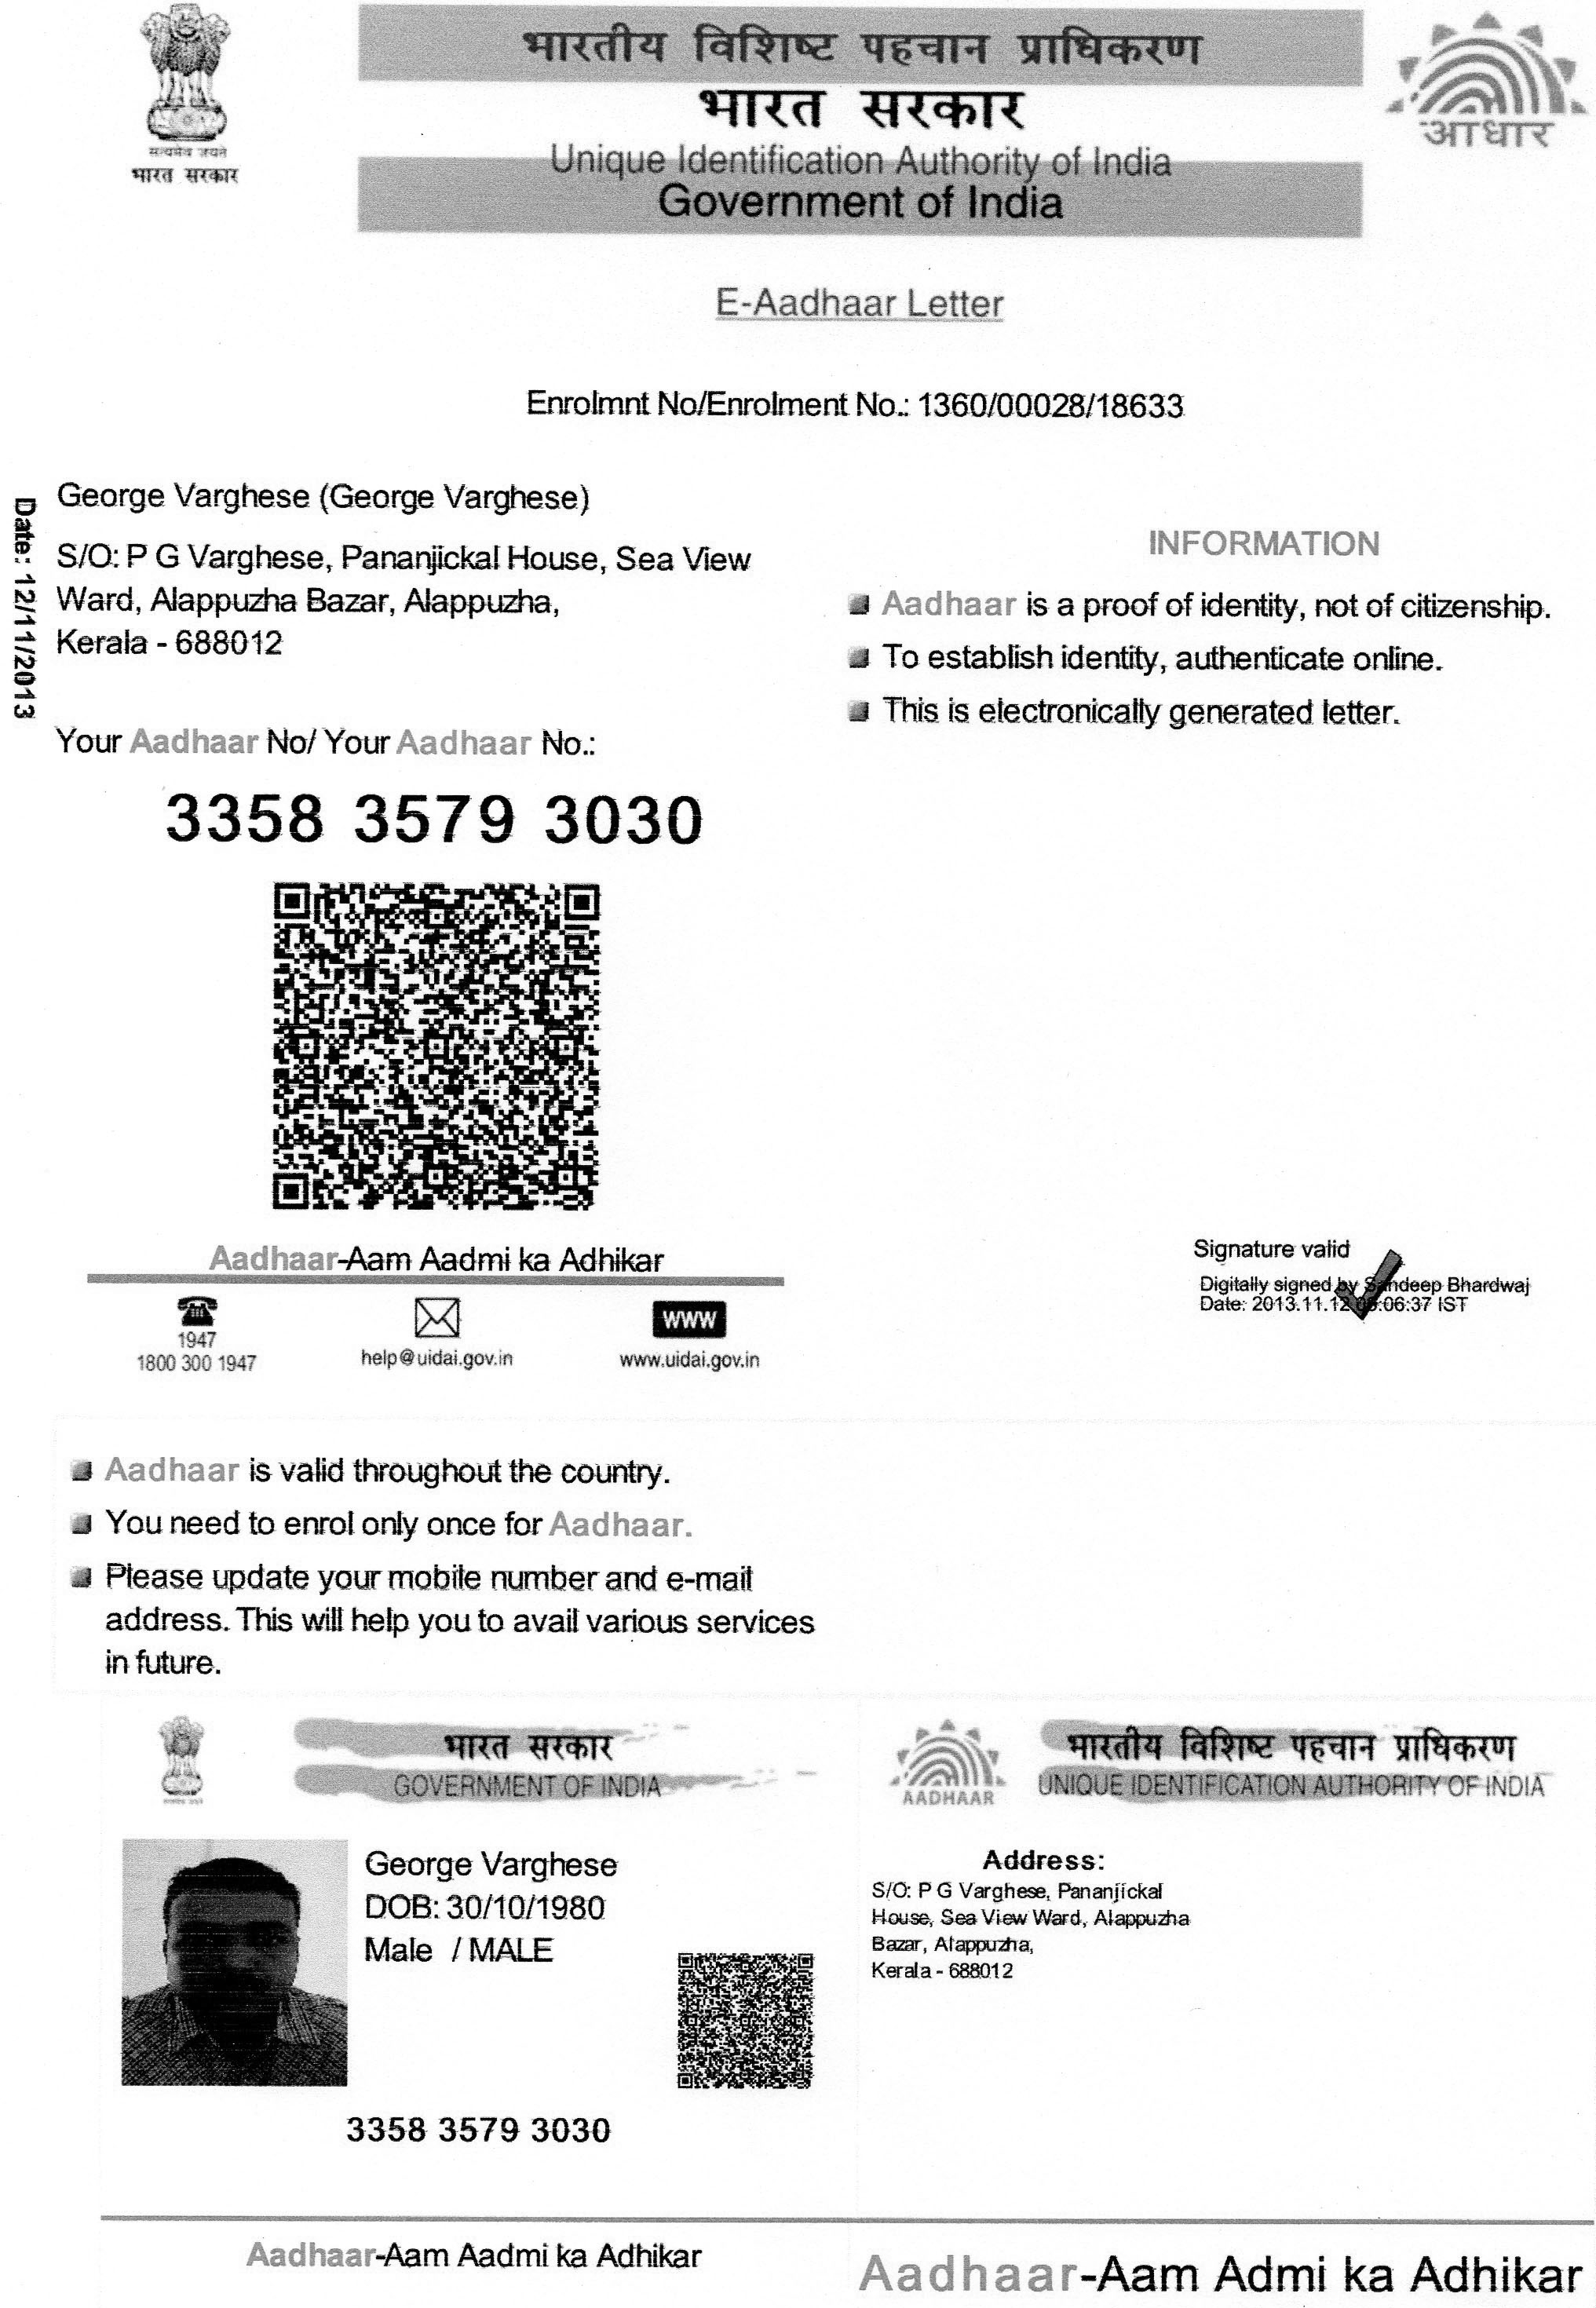 सत्यमेव जयते
भारत सरकार
भारतीय विशिष्ट पहचान प्राधिकरण
भारत सरकार
Unique Identification Authority of India
Government of India
आधार
E-Aadhaar Letter
Enrolmnt No/Enrolment No.: 1360/00028/18633
Date: 12/11/2013
George Varghese (George Varghese)
S/O: P G Varghese, Pananjickal House, Sea View
Ward, Alappuzha Bazar, Alappuzha,
Kerala - 688012
Your Aadhaar No/ Your Aadhaar No.:
3358 3579 3030
INFORMATION
Aadhaar is a proof of identity, not of citizenship.
To establish identity, authenticate online.
This is electronically generated letter.
Aadhaar-Aam Aadmi ka Adhikar
1947
1800 300 1947
help@uidai.gov.in
www
www.uidai.gov.in
Signature valid
Digitally signed by Sandeep Bhardwaj
Date: 2013.11.12 :06:37 IST
Aadhaar is valid throughout the country.
You need to enrol only once for Aadhaar.
Please update your mobile number and e-mail
address. This will help you to avail various services
in future.
भारत सरकार
GOVERNMENT OF INDIA
George Varghese
DOB: 30/10/1980
Male / MALE
3358 3579 3030
Aadhaar-Aam Aadmi ka Adhikar
AADHAAR
भारतीय विशिष्ट पहचान प्राधिकरण
UNIQUE IDENTIFICATION AUTHORITY OF INDIA
Address:
S/O: P G Varghese, Pananjickal
House, Sea View Ward, Alappuzha
Bazar, Alappuzha,
Kerala - 688012
Aadhaar-Aam Admi ka Adhikar